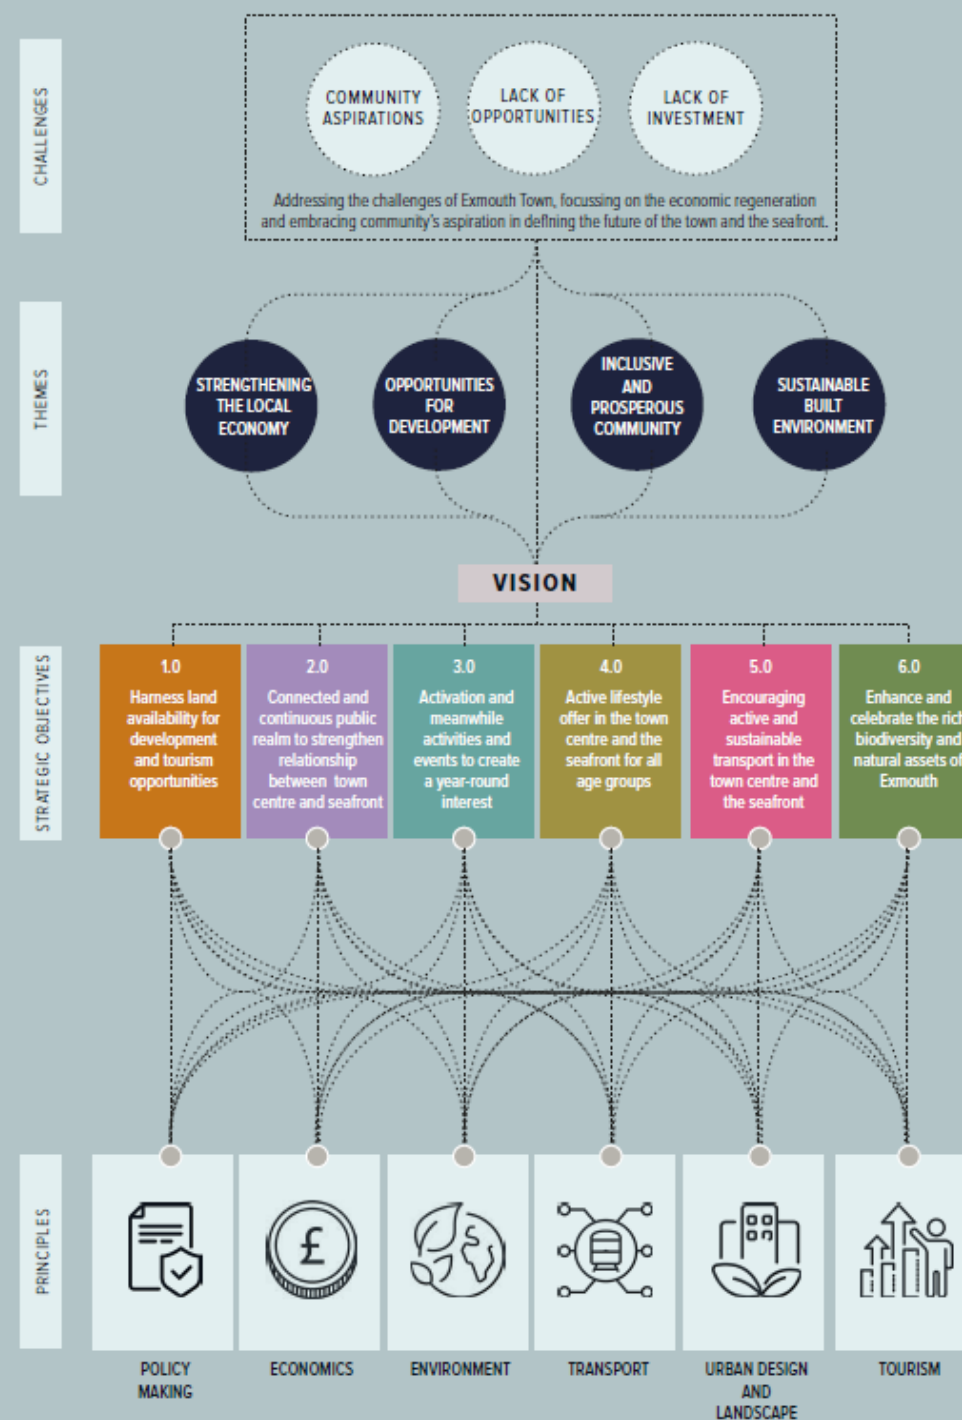 CHALLENGES
COMMUNITY
ASPIRATIONS
LACK OF
OPPORTUNITIES
LACK OF
INVESTMENT
Addressing the challenges of Exmouth Town, focussing on the economic regeneration
and embracing community's aspiration in defining the future of the town and the seafront.
THEMES
STRENGTHENING
THE LOCAL
ECONOMY
OPPORTUNITIES
FOR
DEVELOPMENT
INCLUSIVE
AND
PROSPEROUS
COMMUNITY
SUSTAINABLE
BUILT
ENVIRONMENT
VISION
STRATEGIC OBJECTIVES
1.0
Harness land
availability for
development
and tourism
opportunities
2.0
Connected and
continuous public
realm to strengthen
relationship
between town
centre and seafront
3.0
Activation and
meanwhile
activities and
events to create
a year-round
interest
4.0
Active lifestyle
offer in the town
centre and the
seafront for all
age groups
5.0
Encouraging
active and
sustainable
transport in the
town centre and
the seafront
6.0
Enhance and
celebrate the rich
biodiversity and
natural assets of
Exmouth
PRINCIPLES
£
POLICY
MAKING
ECONOMICS
ENVIRONMENT
TRANSPORT
URBAN DESIGN
AND
LANDSCAPE
TOURISM